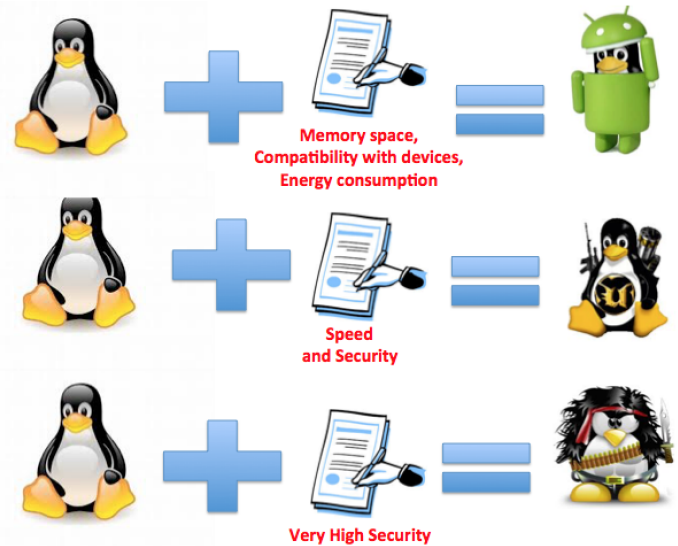 Memory space,
Compatibility with devices,
Energy consumption
Speed
and Security
Very High Security